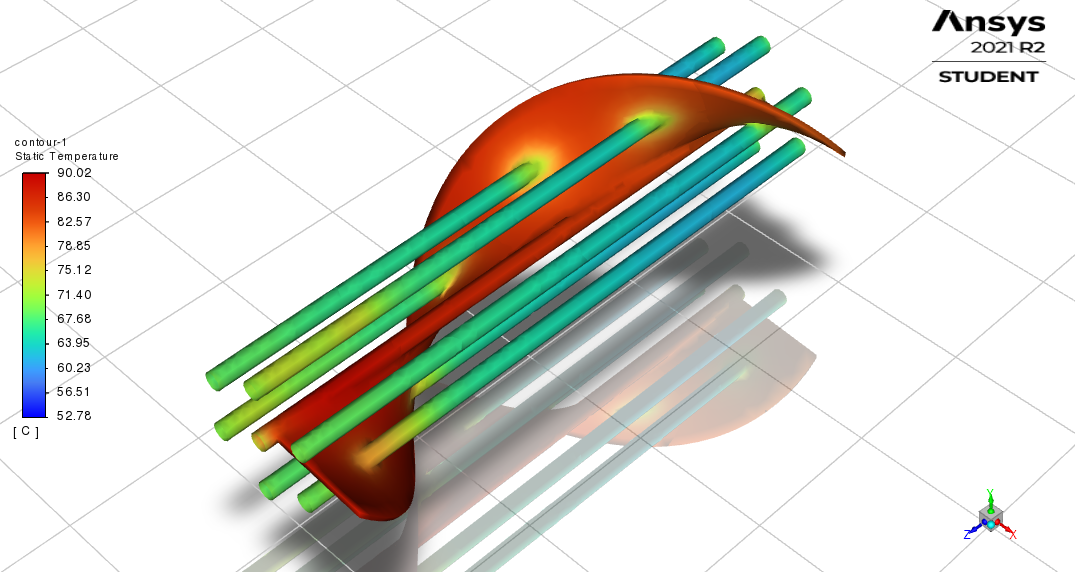 Ansys
2021 R2
STUDENT
contour-1
Static Temperature
90.02
86.30
82.57
78.85
75.12
71.40
67.68
63.95
60.23
56.51
52.78
[ C ]
Y
Z
X